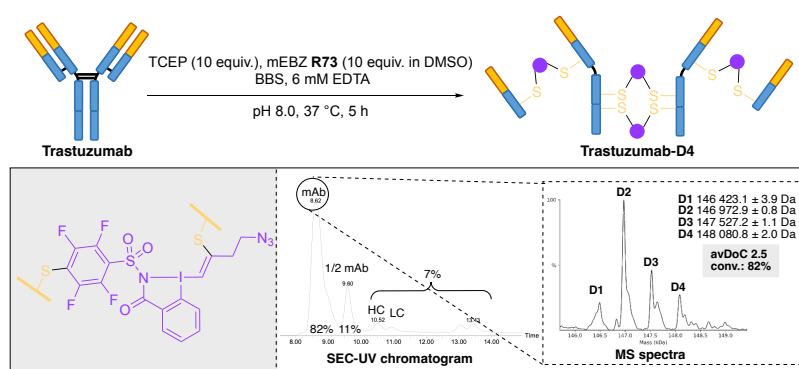 TCEP (10 equiv.), mEBZ R73 (10 equiv. in DMSO)
BBS, 6 mM EDTA
pH 8.0, 37 °C, 5 h
Trastuzumab
Trastuzumab-D4
S
S
S
S
S
S
S
S
F
F
F
F
S
O
O
S
N
I
O
S
N3
mAb
8.62
1/2 mAb
9.60
7%
HC
10.52
LC
82%
11%
8.00
9.00
10.00
11.00
12.00
13.00
14.00
Time
SEC-UV chromatogram
D1 146 423.1 ± 3.9 Da
D2 146 972.9 ± 0.8 Da
D3 147 527.2 ± 1.1 Da
D4 148 080.8 ± 2.0 Da
avDoC 2.5
conv.: 82%
100
%
D1
D2
D3
D4
146.0
146.5
147.0
147.5
148.0
148.5
149.0
Mass (kDa)
MS spectra